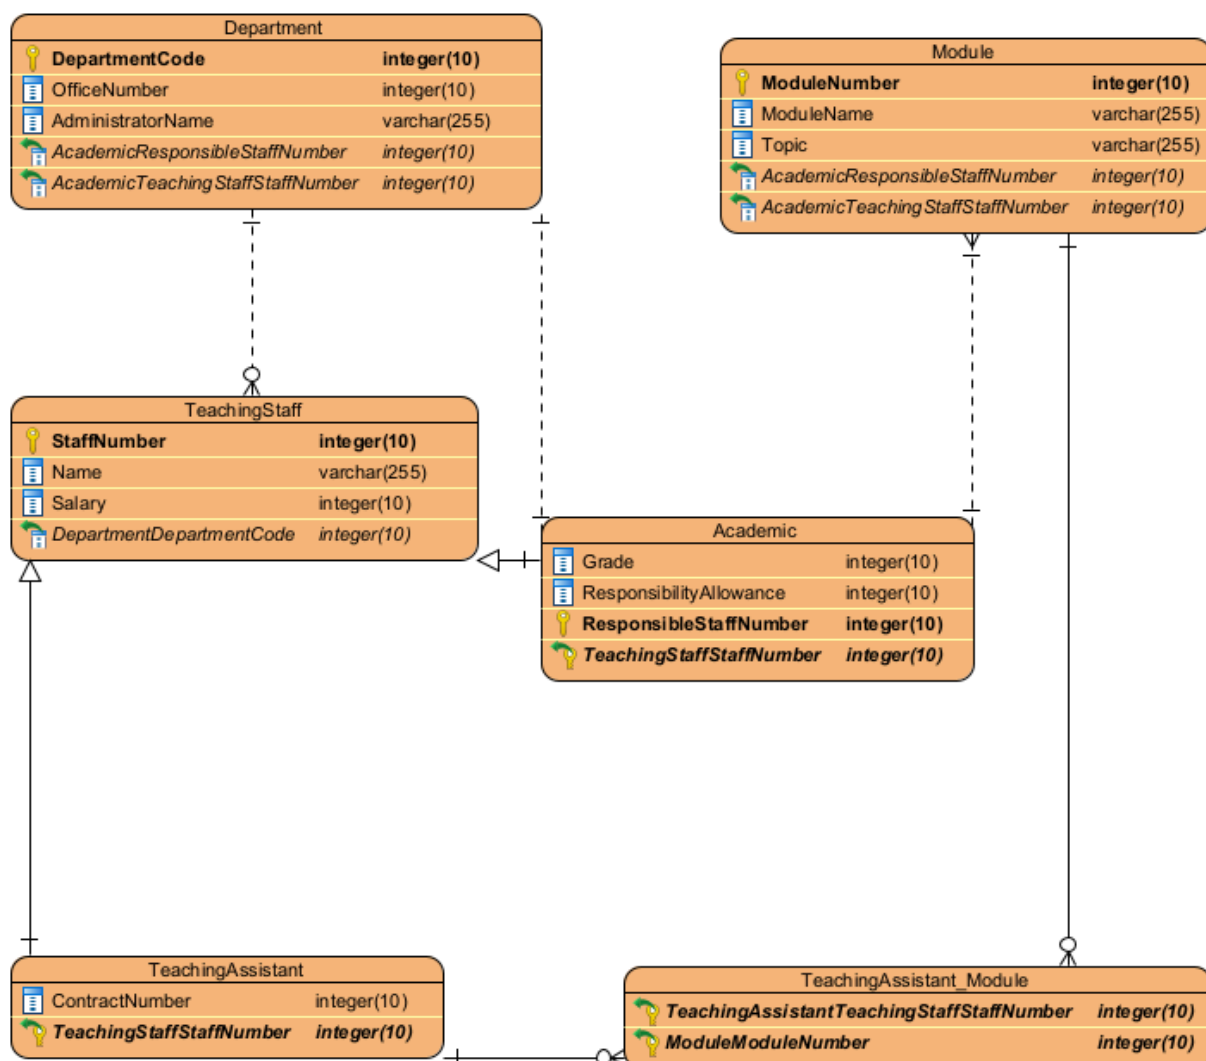 Department
DepartmentCode integer(10)
OfficeNumber integer(10)
AdministratorName varchar(255)
AcademicResponsibleStaffNumber integer(10)
AcademicTeachingStaffStaffNumber integer(10)
Module
ModuleNumber integer(10)
ModuleName varchar(255)
Topic varchar(255)
AcademicResponsibleStaffNumber integer(10)
AcademicTeachingStaffStaffNumber integer(10)
TeachingStaff
StaffNumber integer(10)
Name varchar(255)
Salary integer(10)
DepartmentDepartmentCode integer(10)
Academic
Grade integer(10)
ResponsibilityAllowance integer(10)
ResponsibleStaffNumber integer(10)
TeachingStaffStaffNumber integer(10)
TeachingAssistant
ContractNumber integer(10)
TeachingStaffStaffNumber integer(10)
TeachingAssistant_Module
TeachingAssistantTeachingStaffStaffNumber integer(10)
ModuleModuleNumber integer(10)